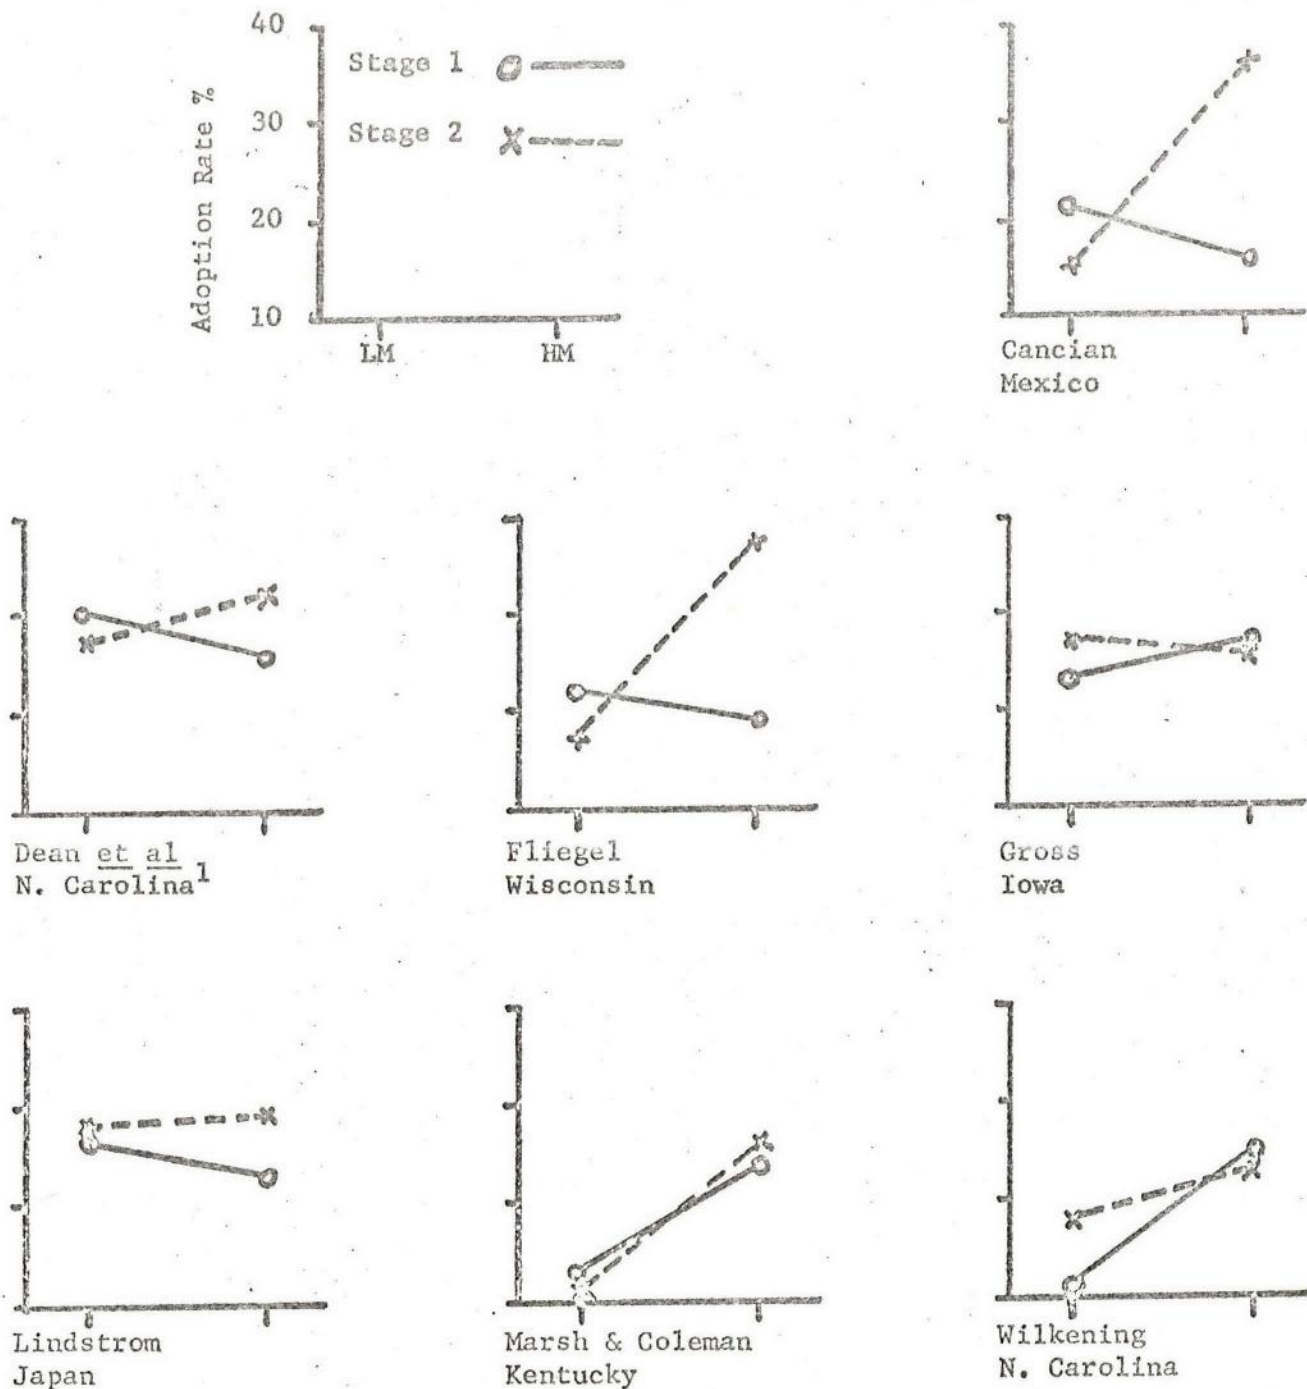 40
Stage 1
Adoption Rate %
30
Stage 2
20
10
LM HM
Cancian
Mexico
Dean et al
N. Carolina1
Fliegel
Wisconsin
Gross
Iowa
Lindstrom
Japan
Marsh & Coleman
Kentucky
Wilkening
N. Carolina